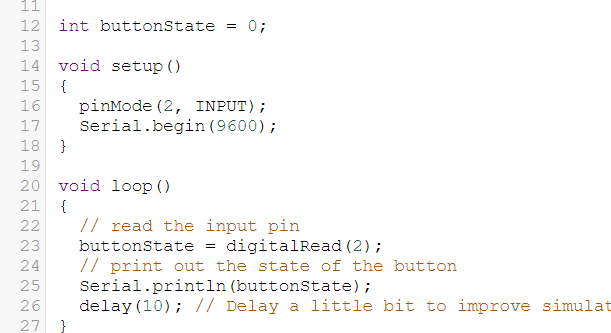 11
12 int buttonState = 0;
13
14 void setup()
15 {
16 pinMode(2, INPUT);
17 Serial.begin(9600);
18 }
19
20 void loop()
21 {
22 // read the input pin
23 buttonState = digitalRead(2);
24 // print out the state of the button
25 Serial.println(buttonState);
26 delay(10); // Delay a little bit to improve simulat
27 }